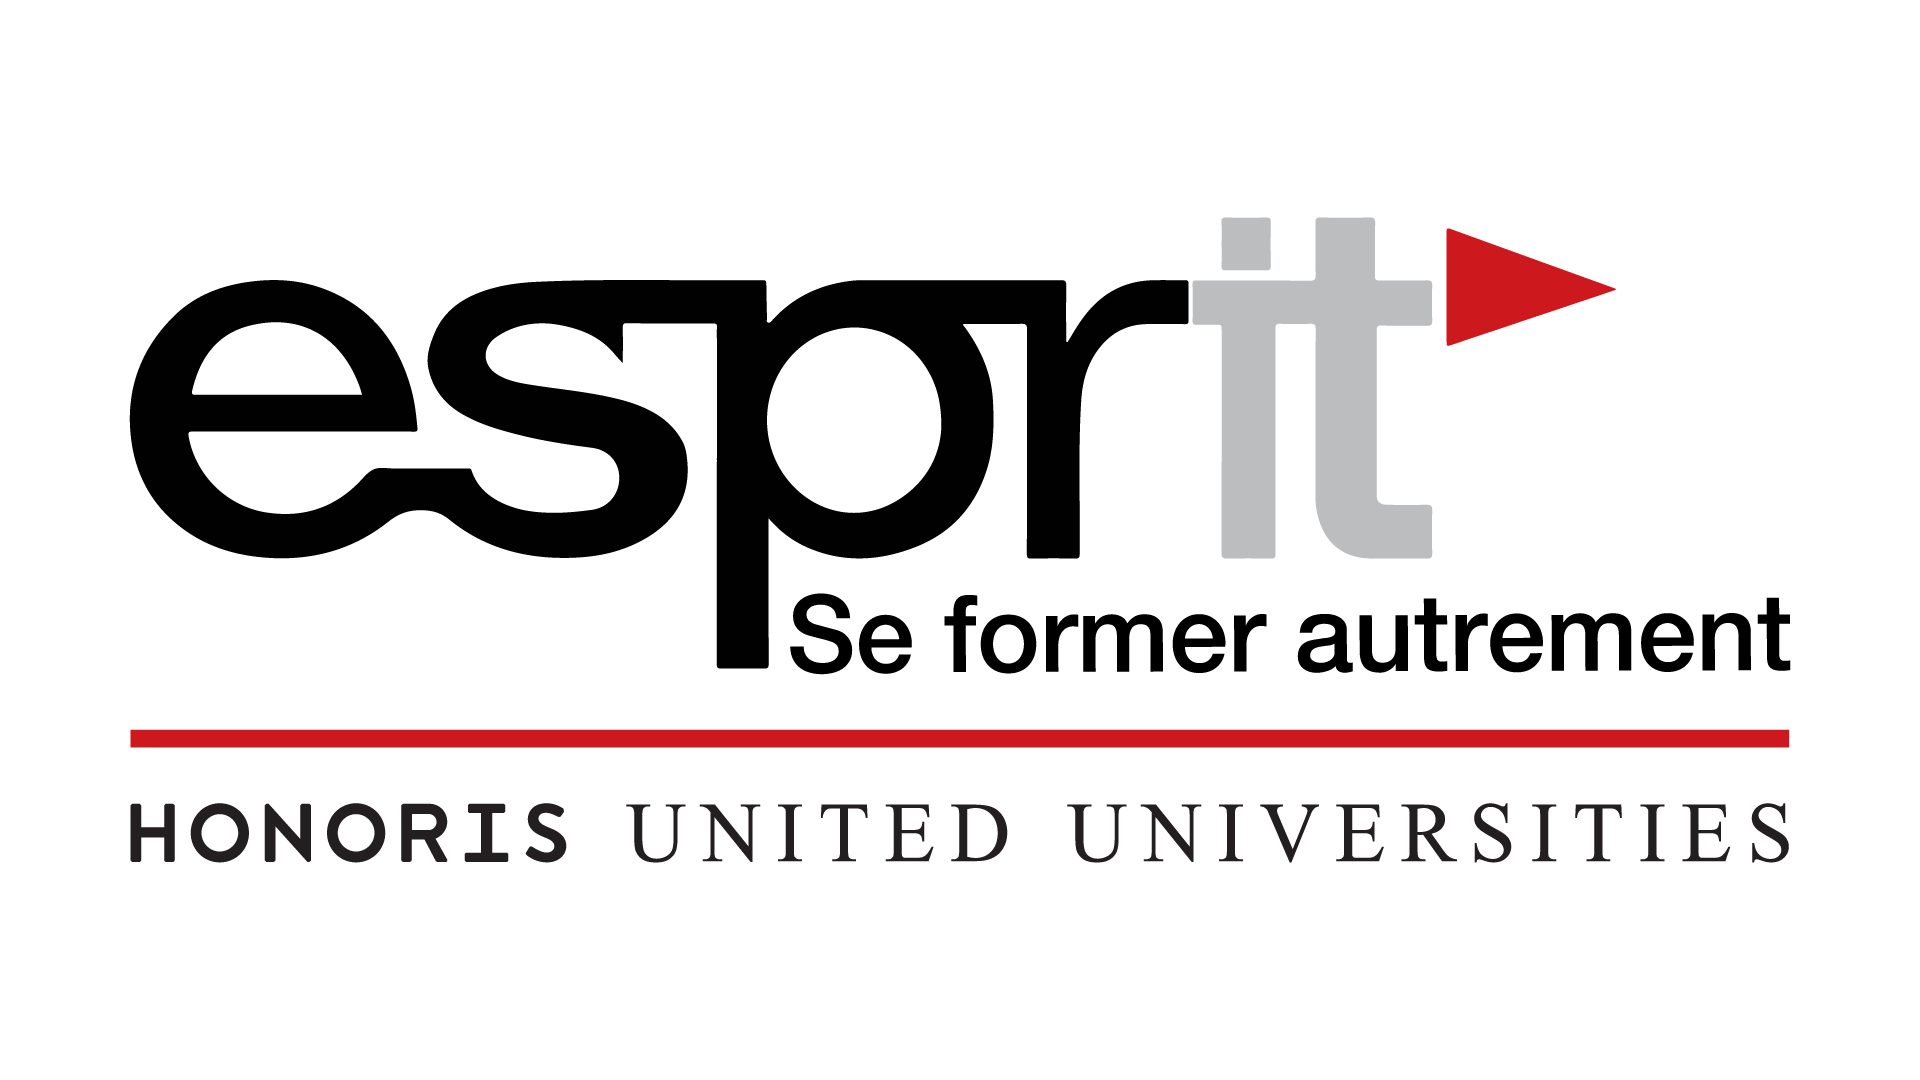 esprit
Se former autrement
HONORIS UNITED UNIVERSITIES